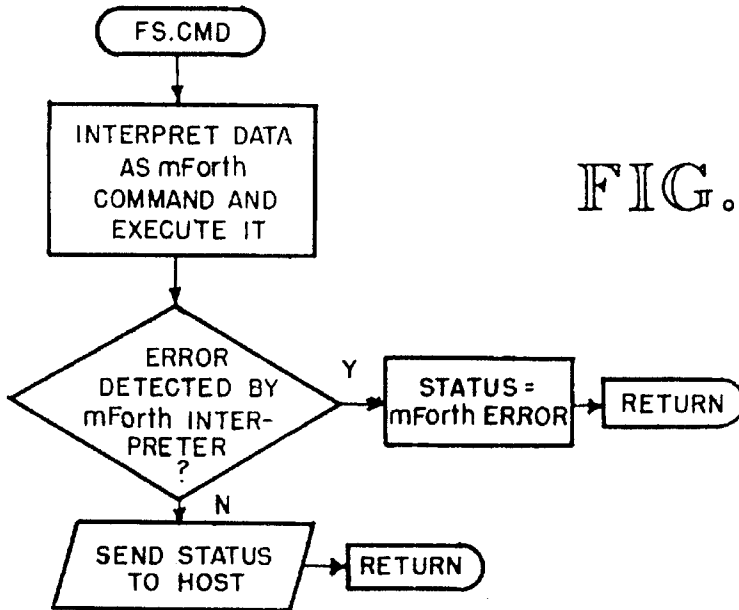 FS.CMD
INTERPRET DATA
AS mForth
COMMAND AND
EXECUTE IT
FIG.
ERROR
DETECTED BY
mForth INTER-
PRETER
?
Y
STATUS =
mForth ERROR
RETURN
N
SEND STATUS
TO HOST
RETURN